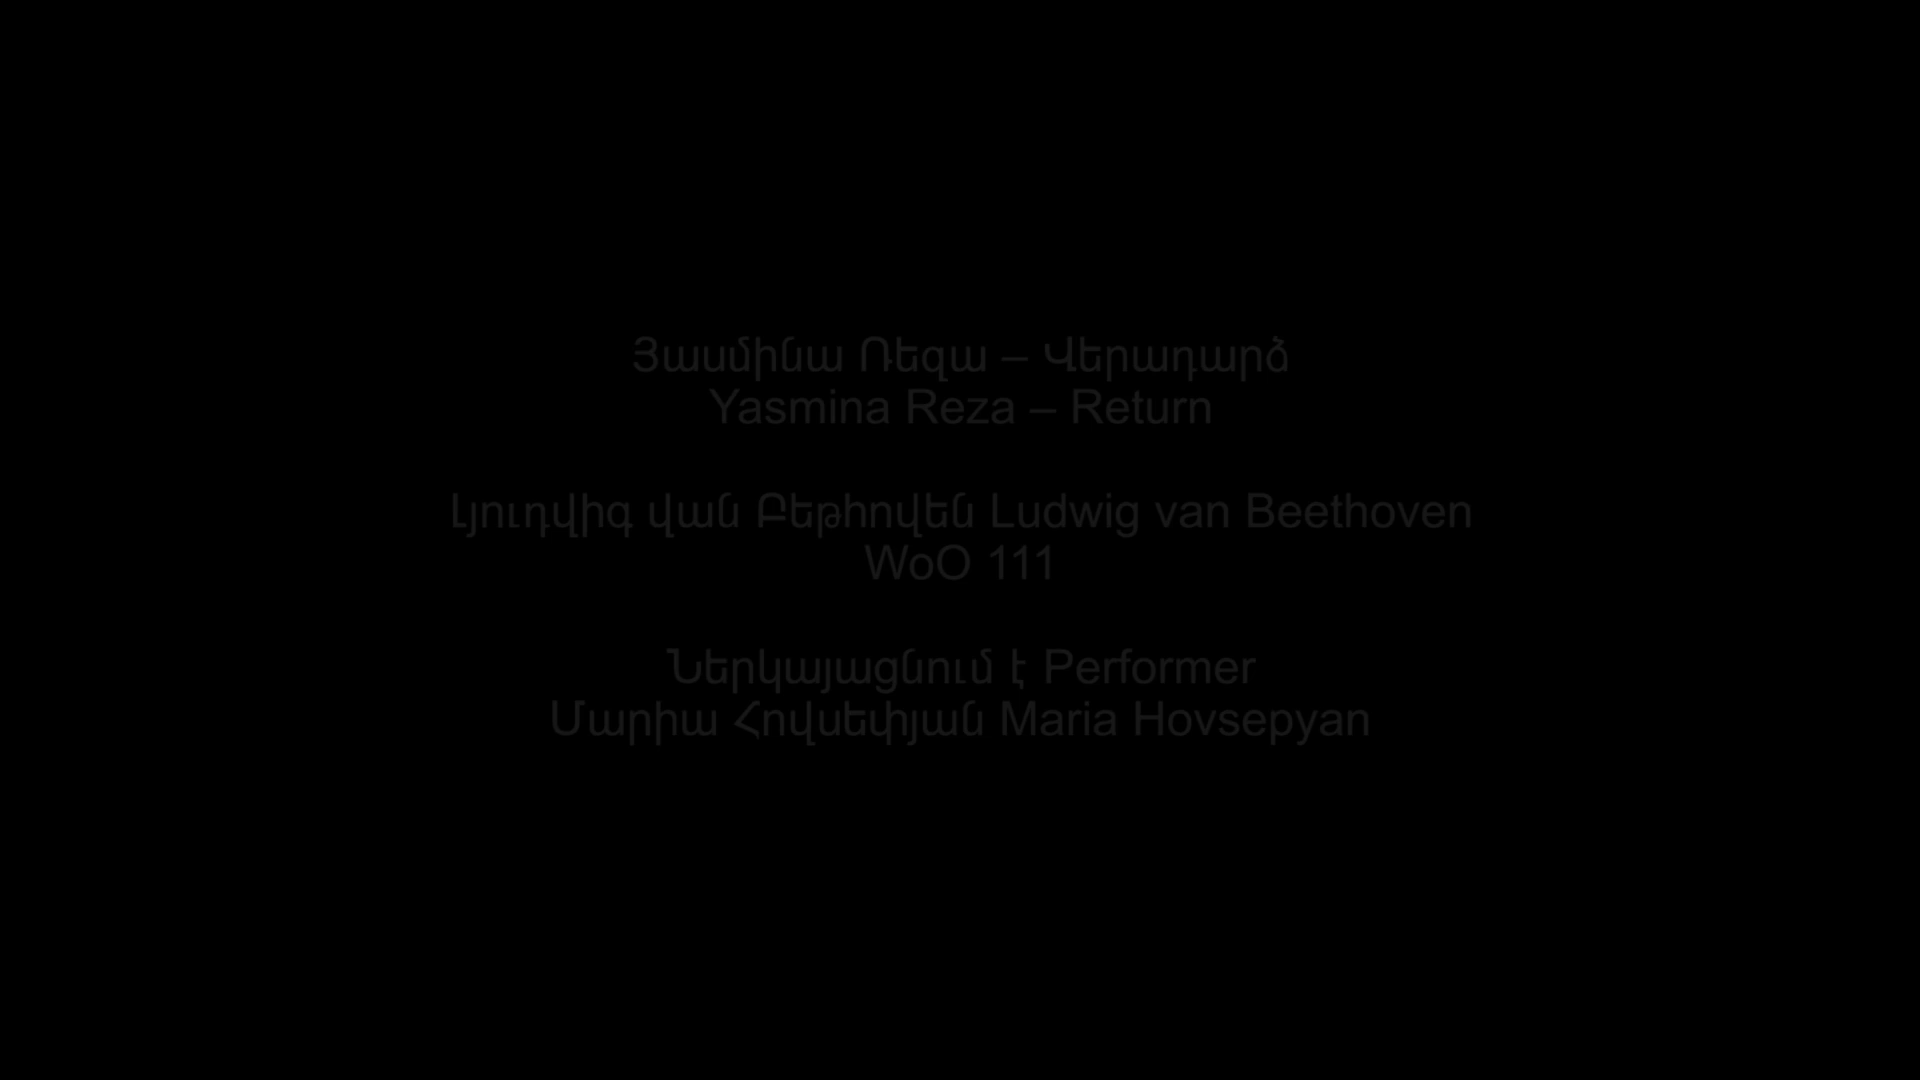 Յասմինա Ռեզա – Վերադարձ
Yasmina Reza – Return
Լյուդվիգ վան Բեթհովեն Ludwig van Beethoven
WoO 111
Ներկայացնում է Performer
Մարիա Հովսեփյան Maria Hovsepyan